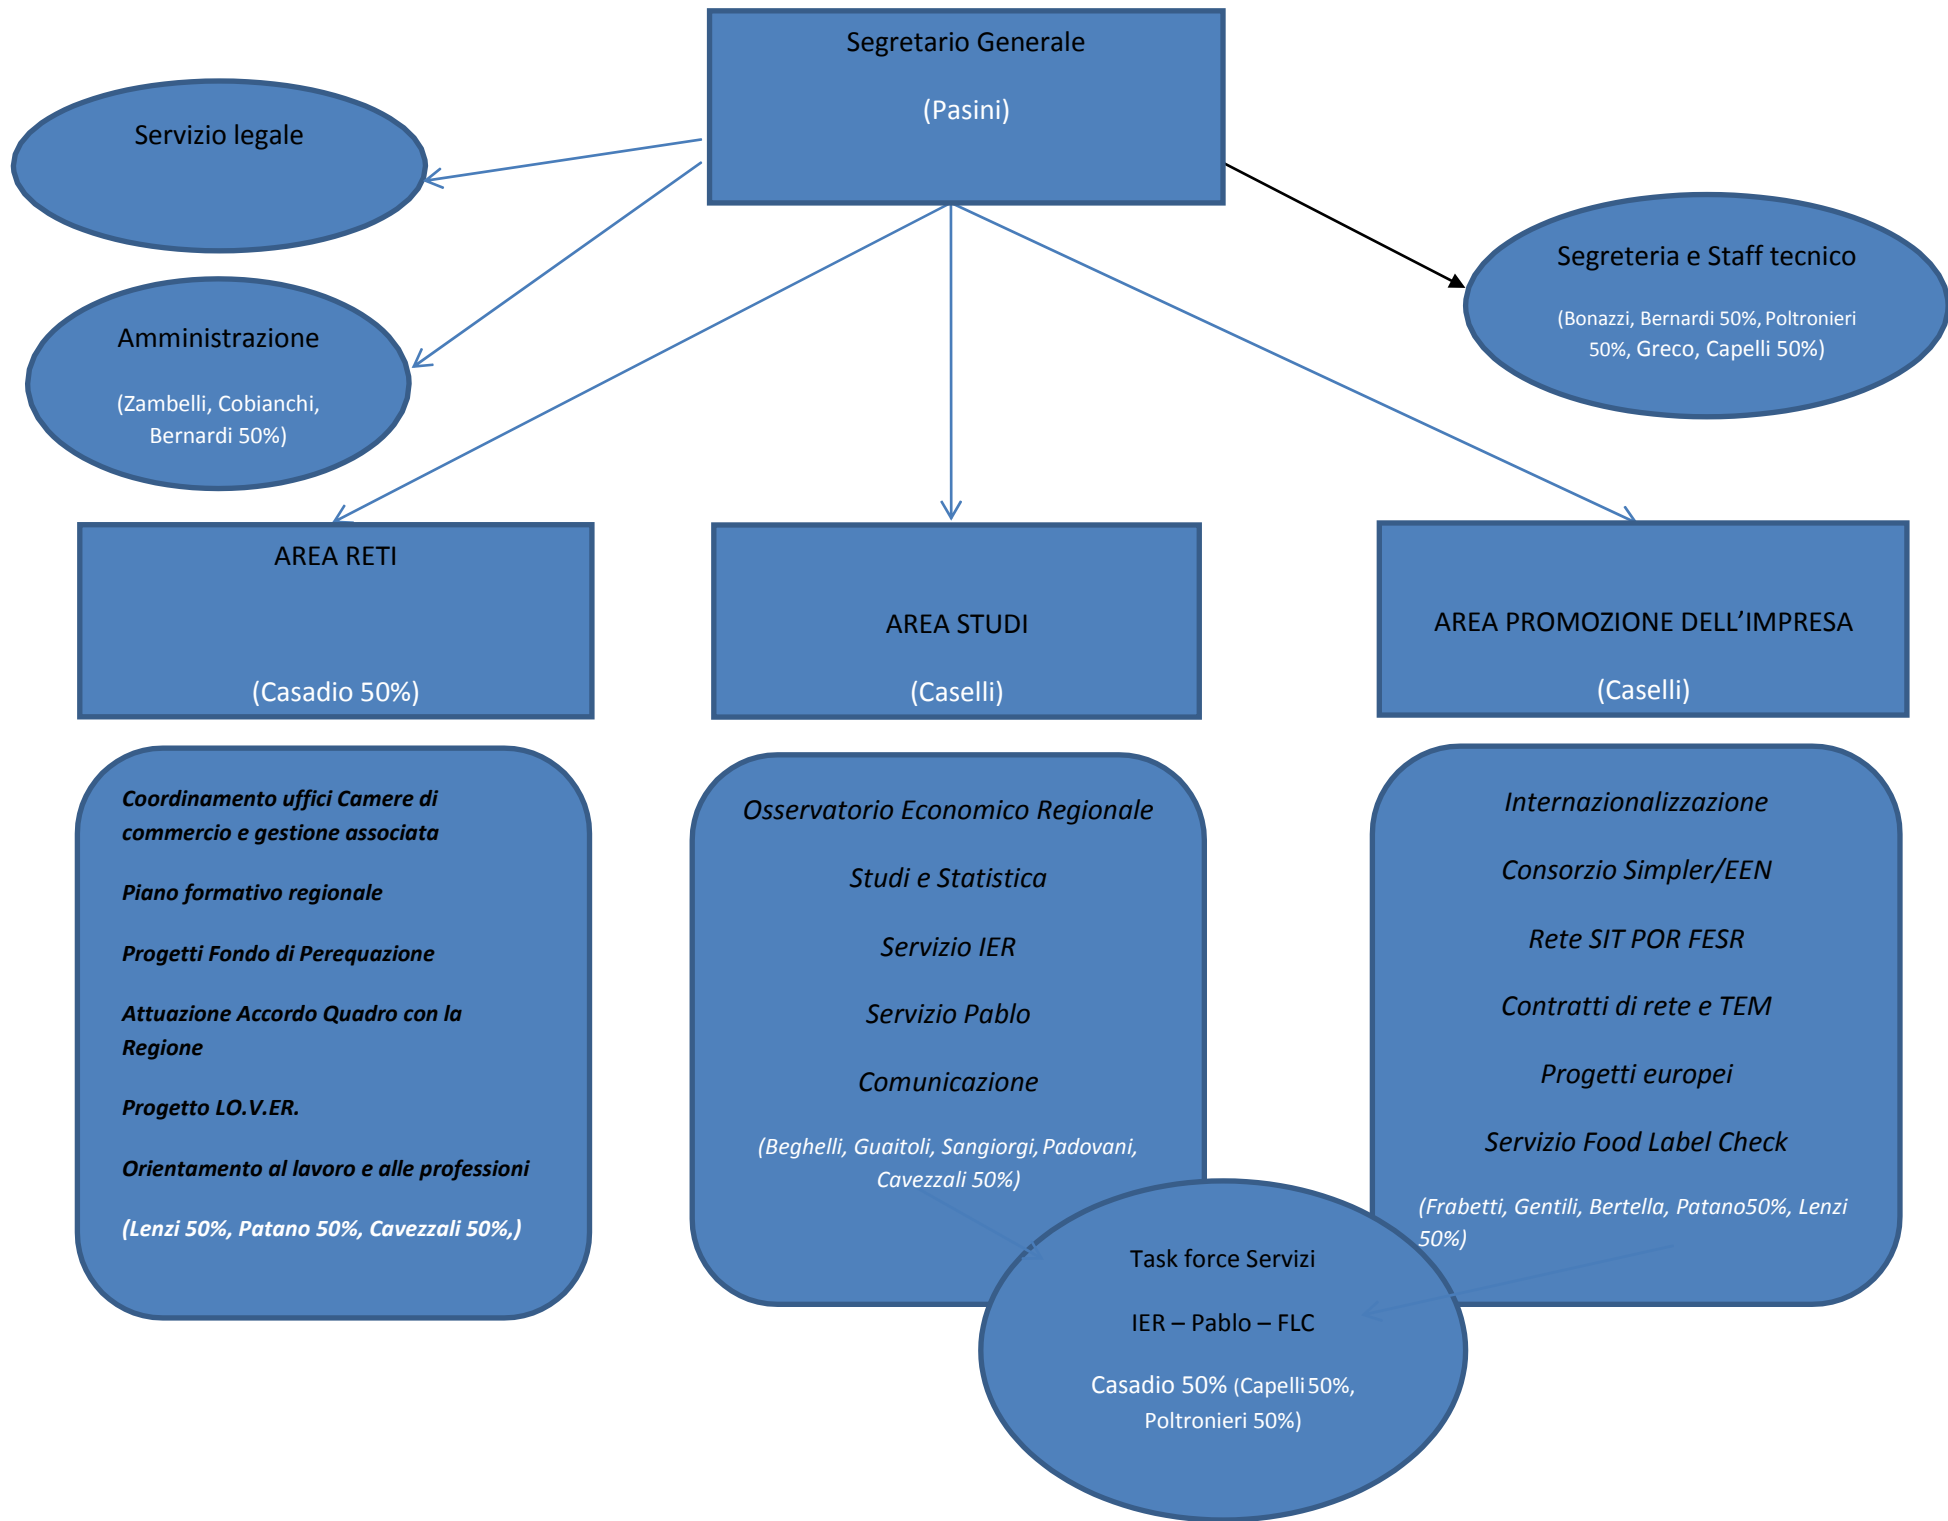 Segretario Generale
(Pasini)
Servizio legale
Segreteria e Staff tecnico
(Bonazzi, Bernardi 50%, Poltronieri
50%, Greco, Capelli 50%)
Amministrazione
(Zambelli, Cobianchi,
Bernardi 50%)
AREA RETI
(Casadio 50%)
AREA STUDI
(Caselli)
AREA PROMOZIONE DELL’IMPRESA
(Caselli)
Coordinamento uffici Camere di
commercio e gestione associata
Piano formativo regionale
Progetti Fondo di Perequazione
Attuazione Accordo Quadro con la
Regione
Progetto LO.V.ER.
Orientamento al lavoro e alle professioni
(Lenzi 50%, Patano 50%, Cavezzali 50%,)
Osservatorio Economico Regionale
Studi e Statistica
Servizio IER
Servizio Pablo
Comunicazione
(Beghelli, Guaitoli, Sangiorgi, Padovani,
Cavezzali 50%)
Internazionalizzazione
Consorzio Simpler/EEN
Rete SIT POR FESR
Contratti di rete e TEM
Progetti europei
Servizio Food Label Check
(Frabetti, Gentili, Bertella, Patano50%, Lenzi
50%)
Task force Servizi
IER – Pablo – FLC
Casadio 50% (Capelli 50%,
Poltronieri 50%)